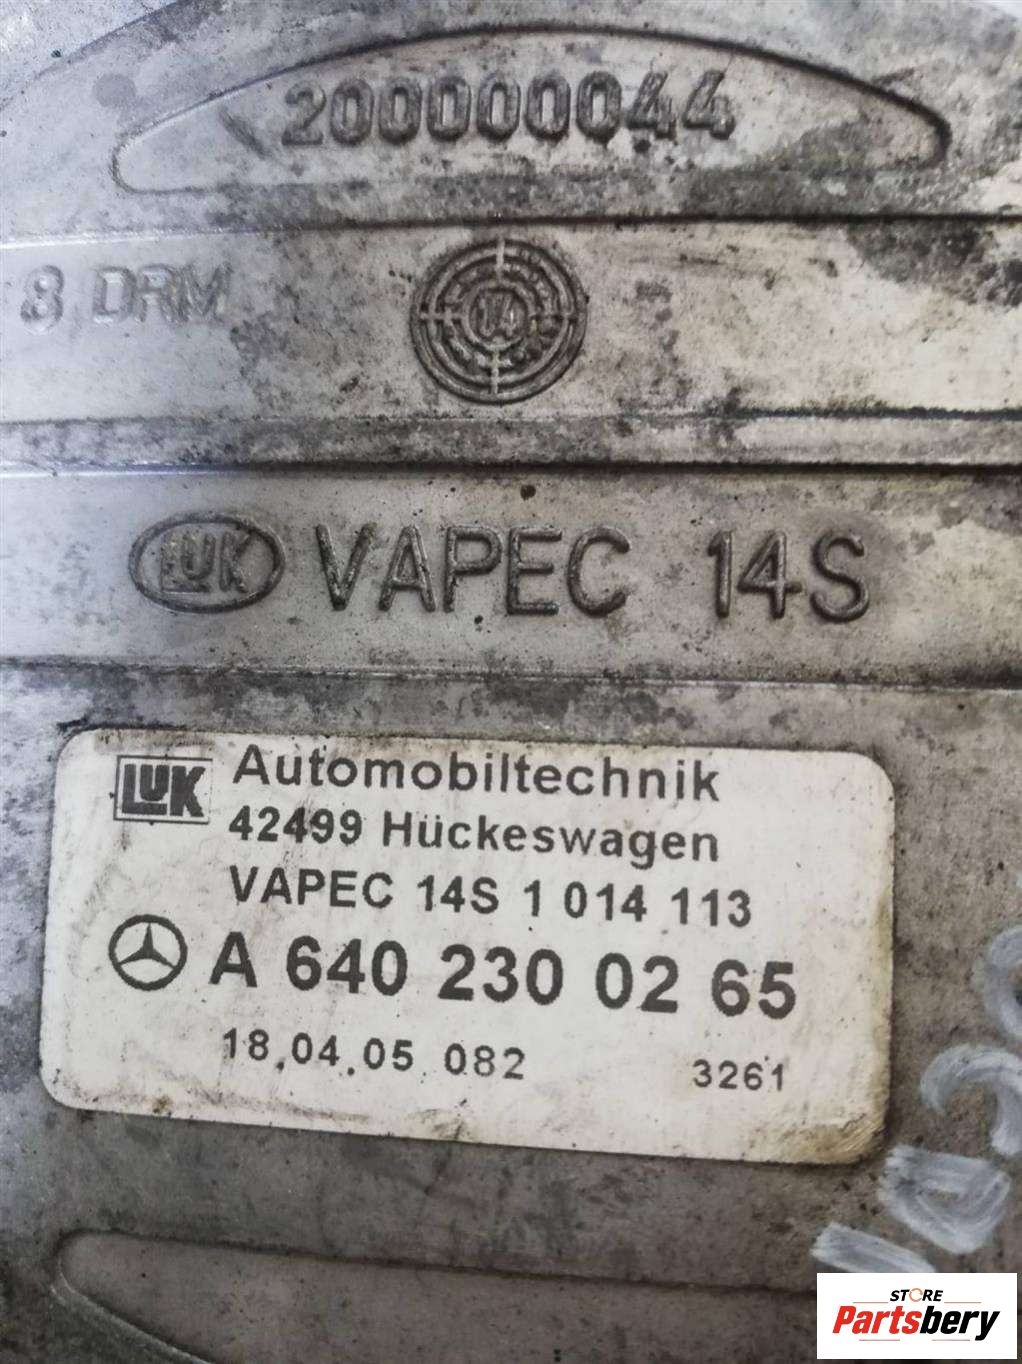 200000044
8 DRM
04
LUK VAPEC 14S
LUK Automobiltechnik
42499 Hückeswagen
VAPEC 14S 1 014 113
A 640 230 02 65
18.04.05 082 3261
STORE
Partsbery